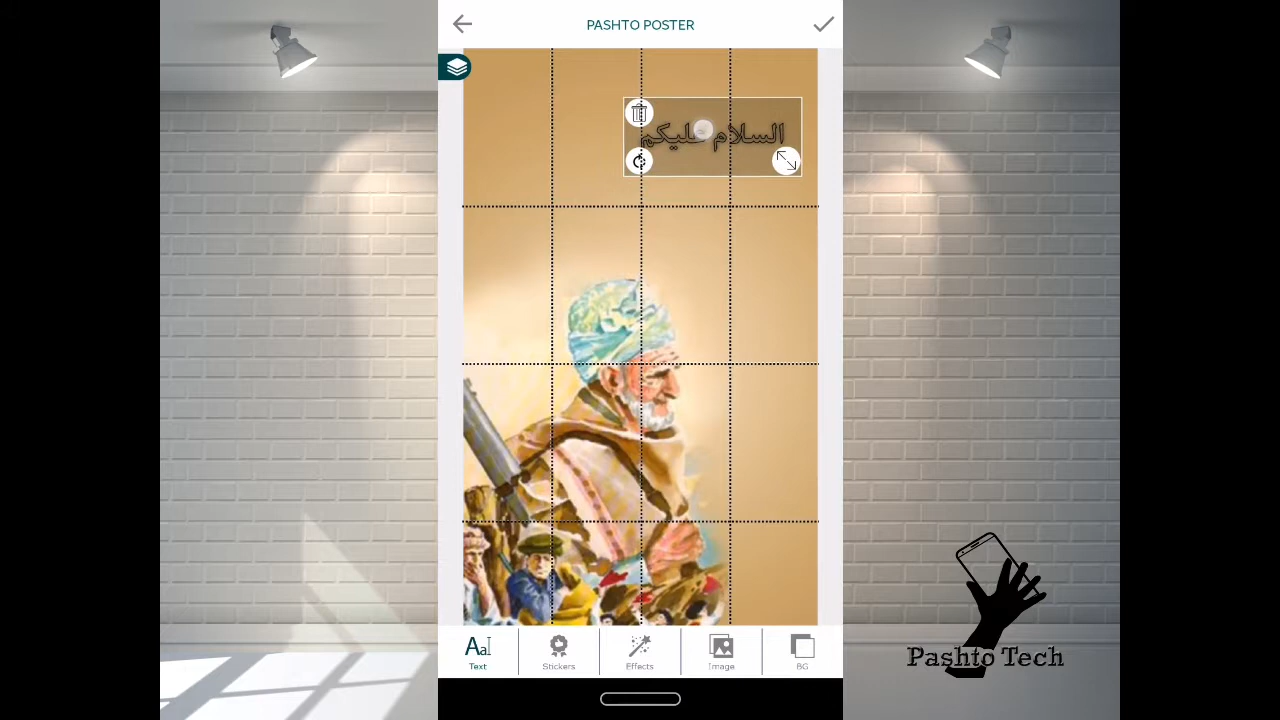 PASHTO POSTER
السلام علیکم
Text
Stickers
Effects
Image
BG
Pashto Tech